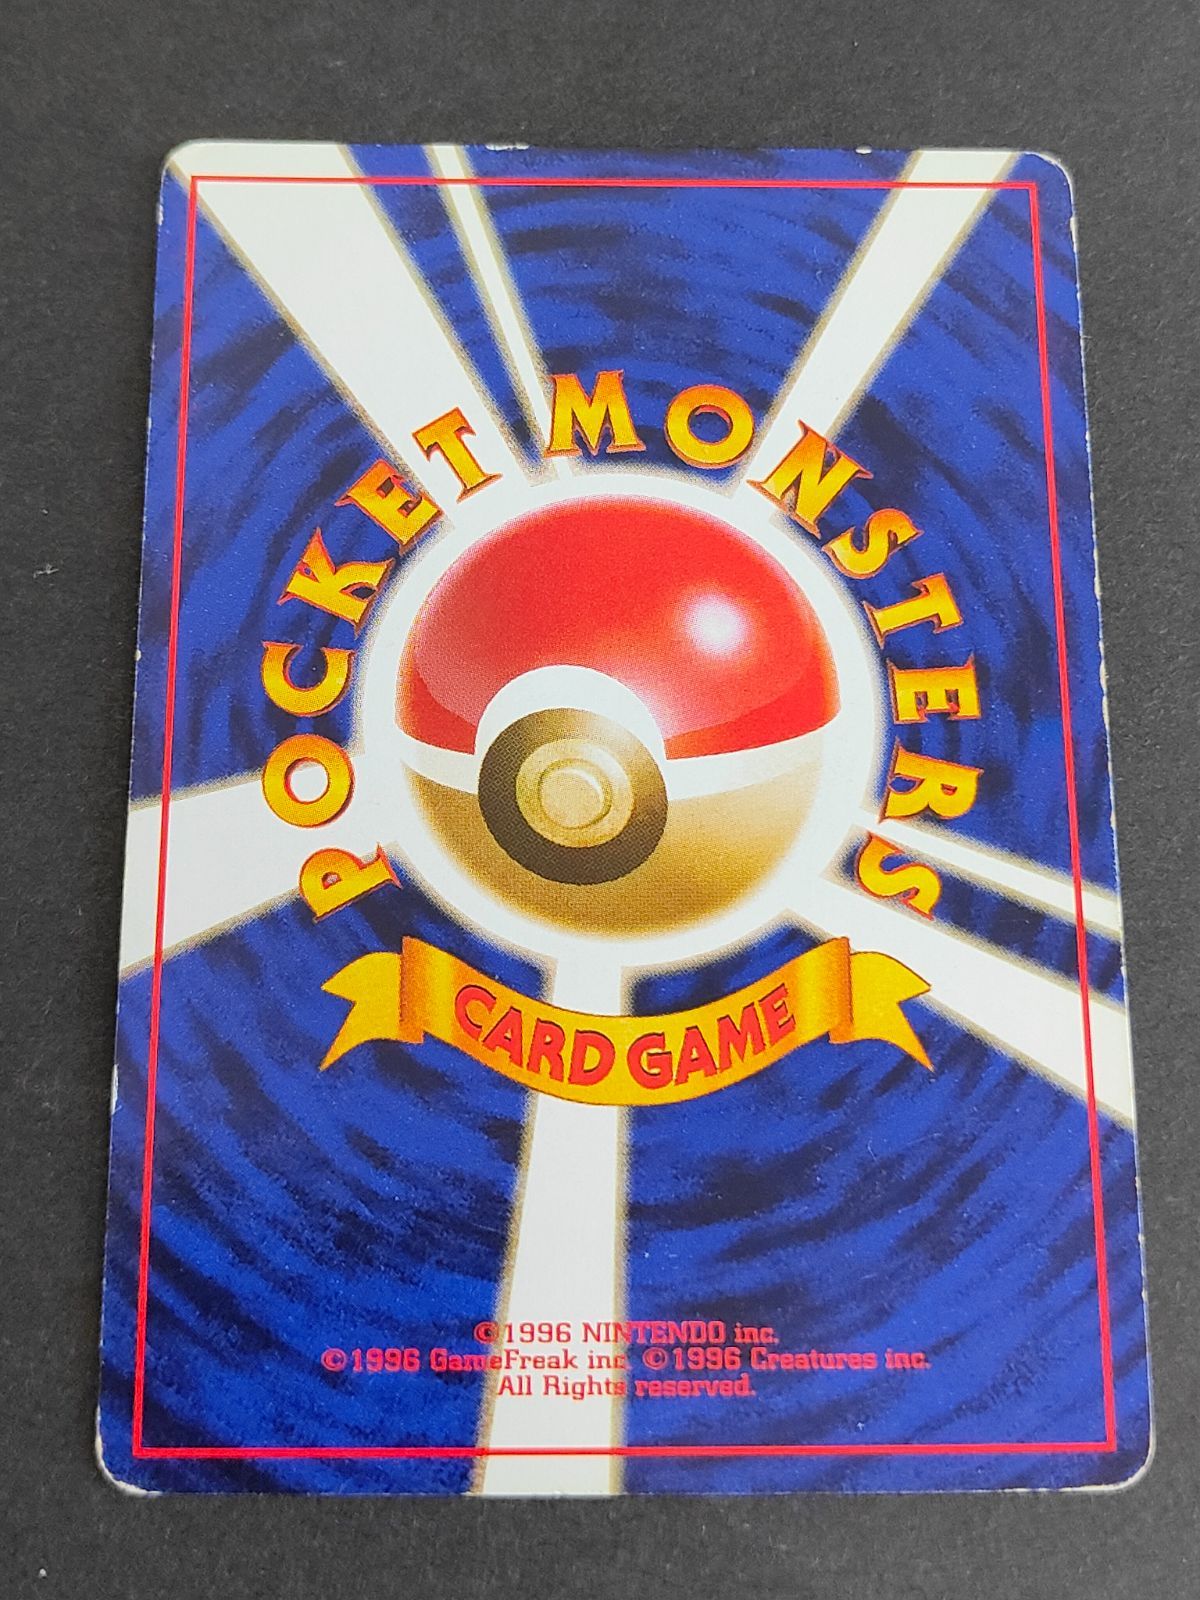 POCKET MONSTERS
CARD GAME
©1996 NINTENDO inc.
©1996 GameFreak inc. ©1996 Creatures inc.
All Rights reserved.